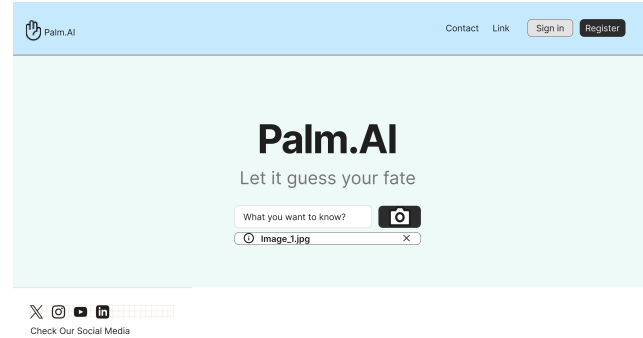 Palm.AI
Contact Link Sign in Register
Palm.AI
Let it guess your fate
What you want to know?
Image_1.jpg
Check Our Social Media